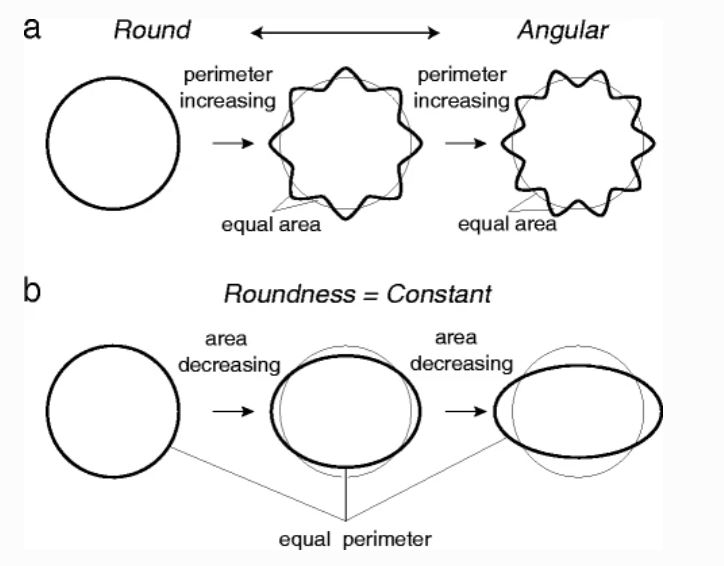 a
Round
Angular
perimeter
increasing
perimeter
increasing
equal area
equal area
b
Roundness = Constant
area
decreasing
area
decreasing
equal perimeter